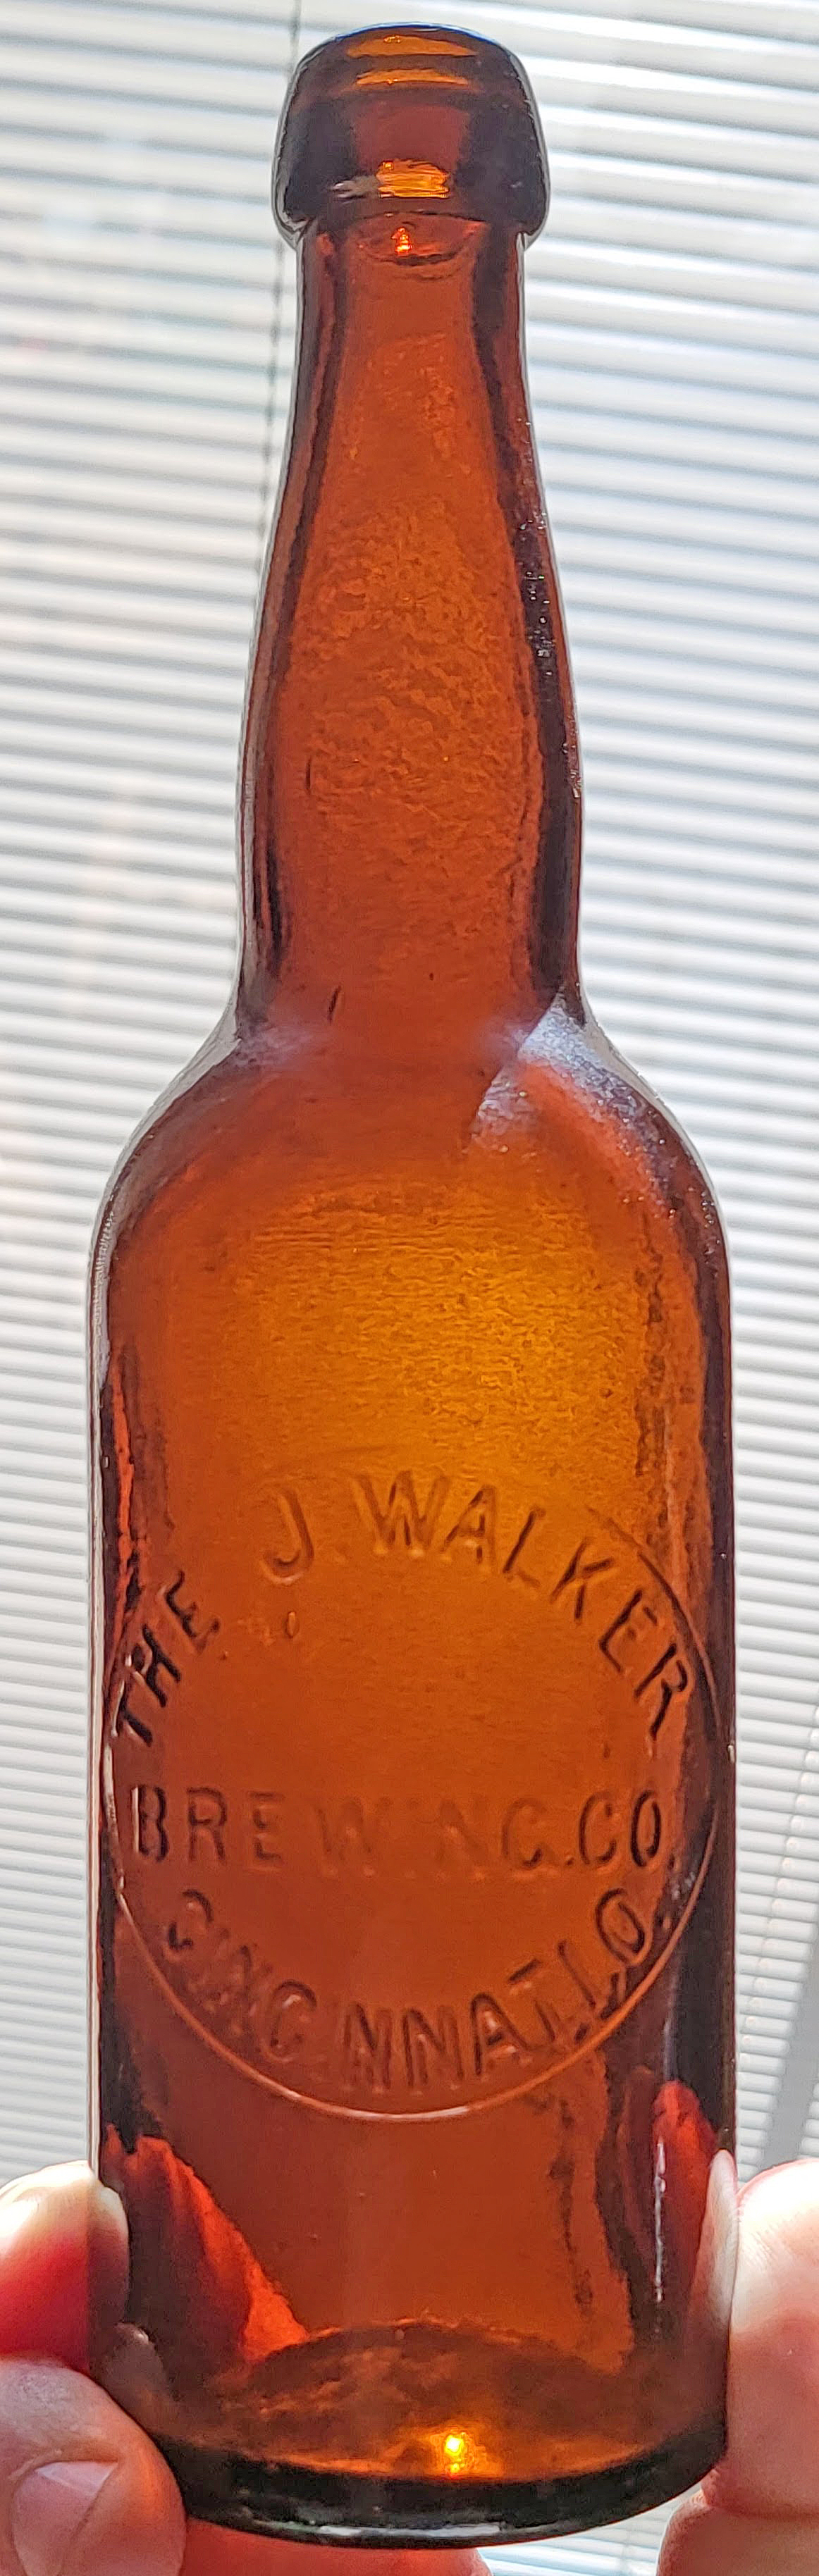 THE J. WALKER
BREWING.CO
CINCINNATI,O.